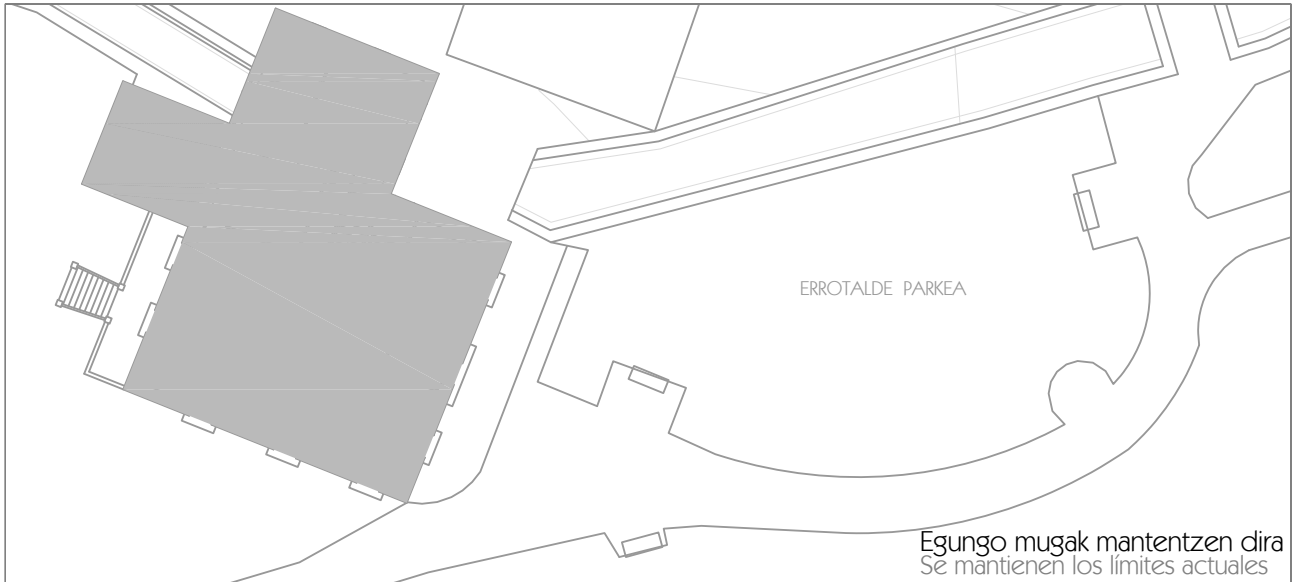 ERROTALDE PARKEA
Egungo mugak mantentzen dira
Se mantienen los límites actuales